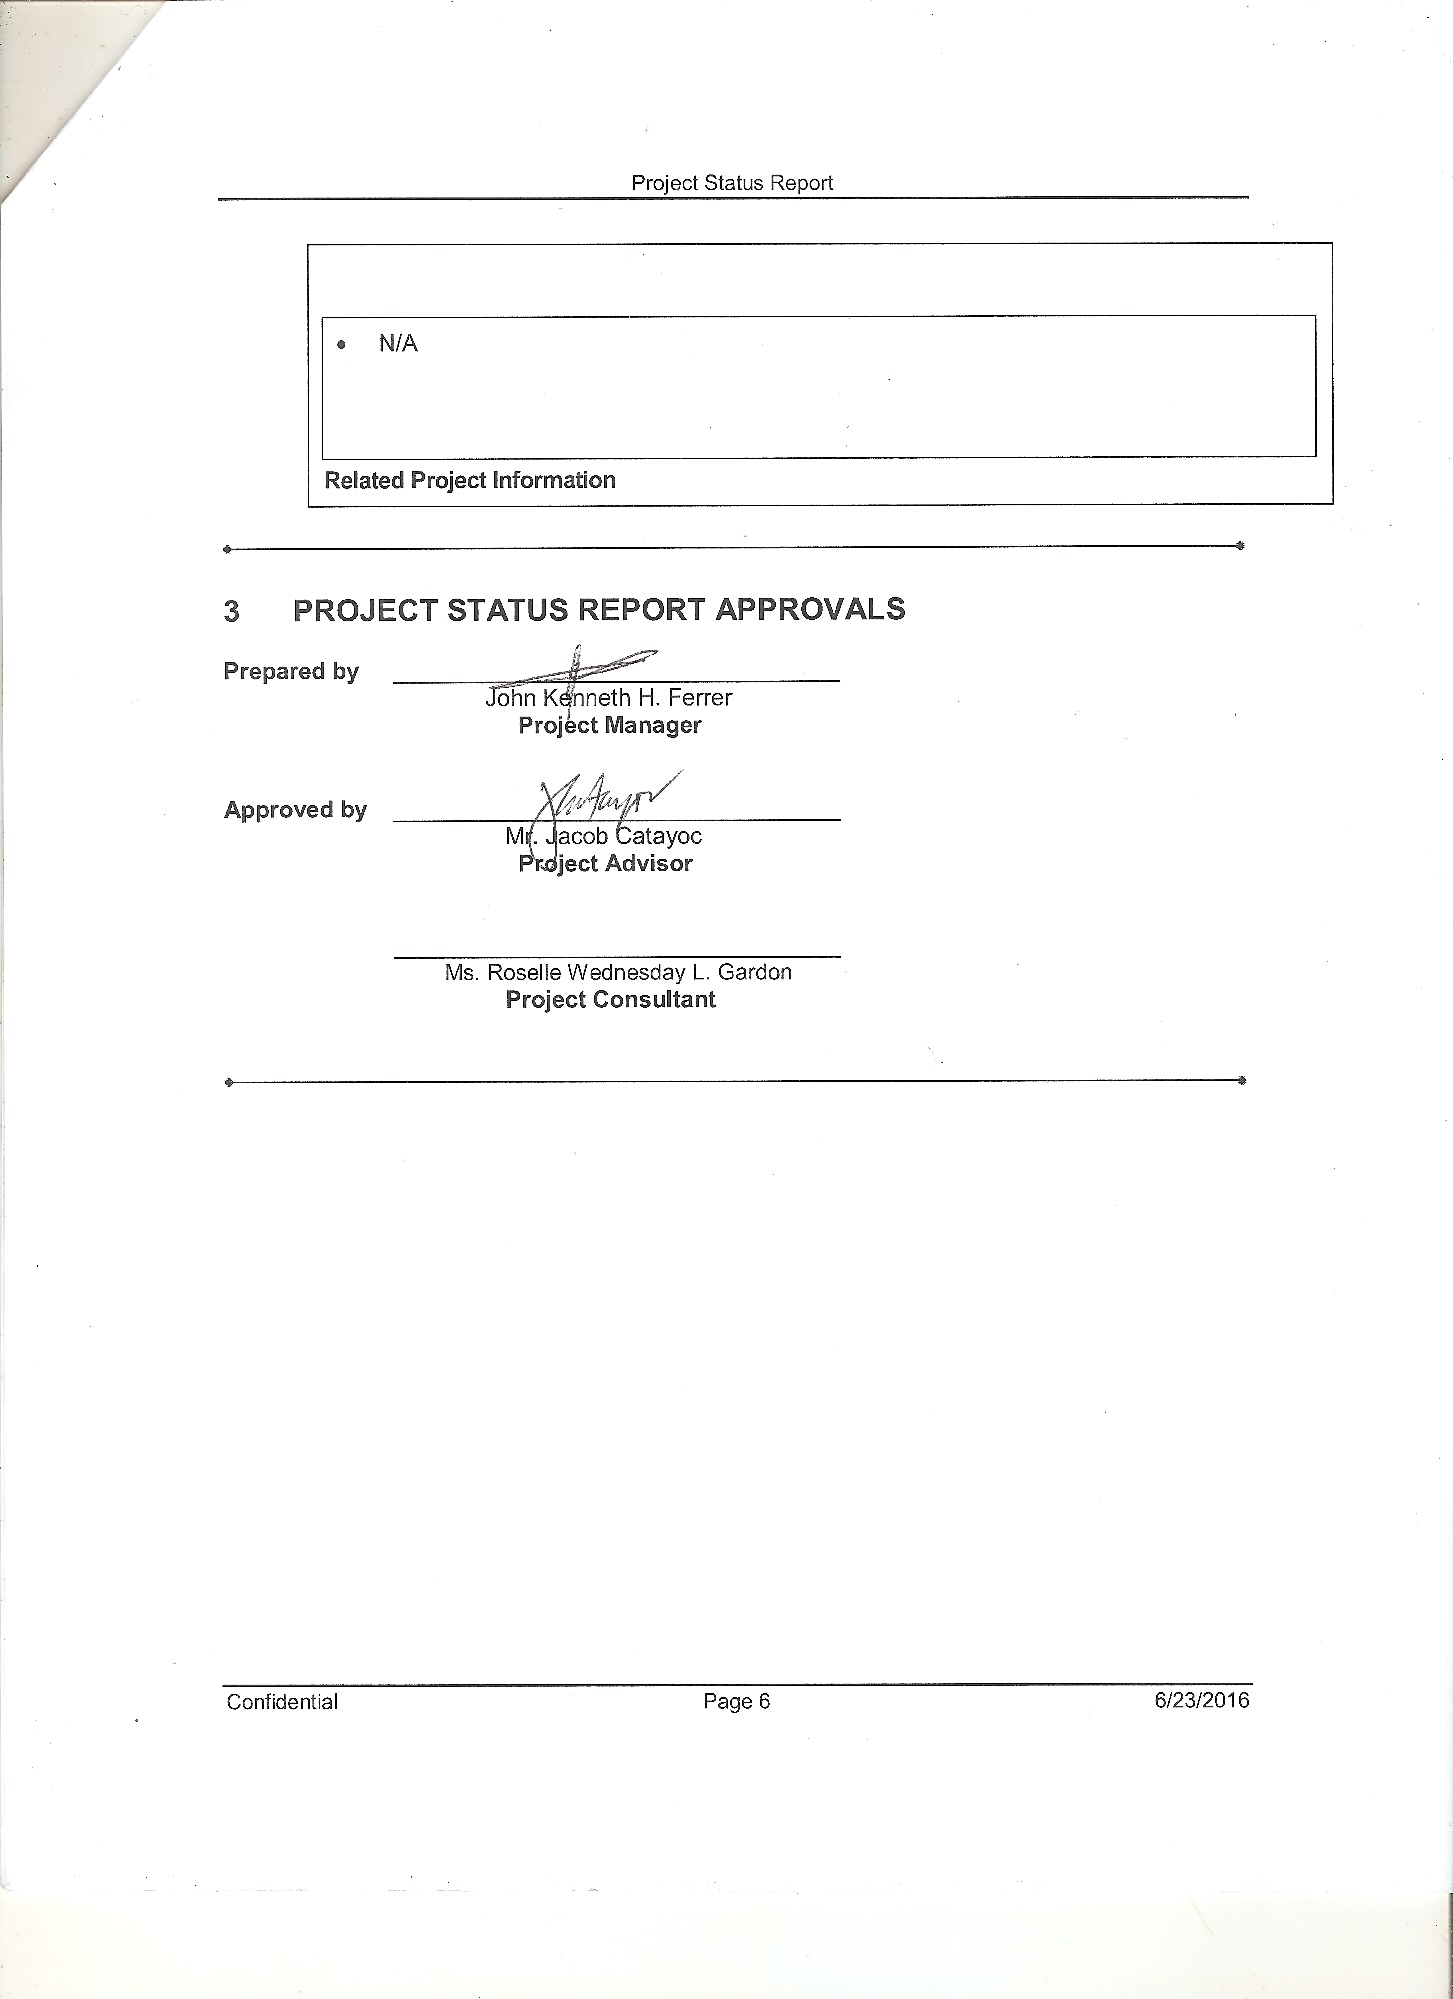 Project Status Report
• N/A
Related Project Information
3 PROJECT STATUS REPORT APPROVALS
Prepared by
John Kenneth H. Ferrer
Project Manager
Approved by
Mr. Jacob Catayoc
Project Advisor
Ms. Roselle Wednesday L. Gardon
Project Consultant
Confidential Page 6 6/23/2016